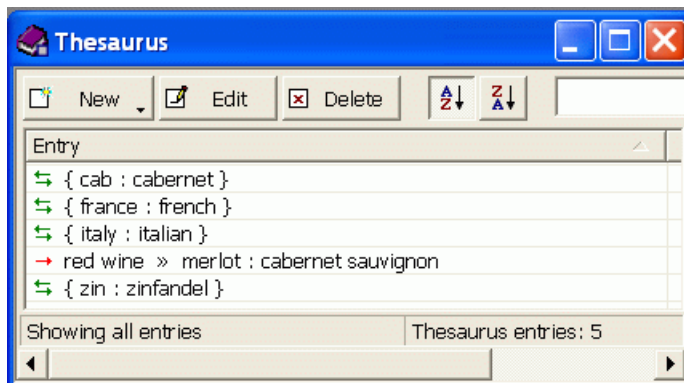 Thesaurus
New Edit Delete A Z Z A
Entry
{ cab : cabernet }
{ france : french }
{ italy : italian }
red wine » merlot : cabernet sauvignon
{ zin : zinfandel }
Showing all entries Thesaurus entries: 5